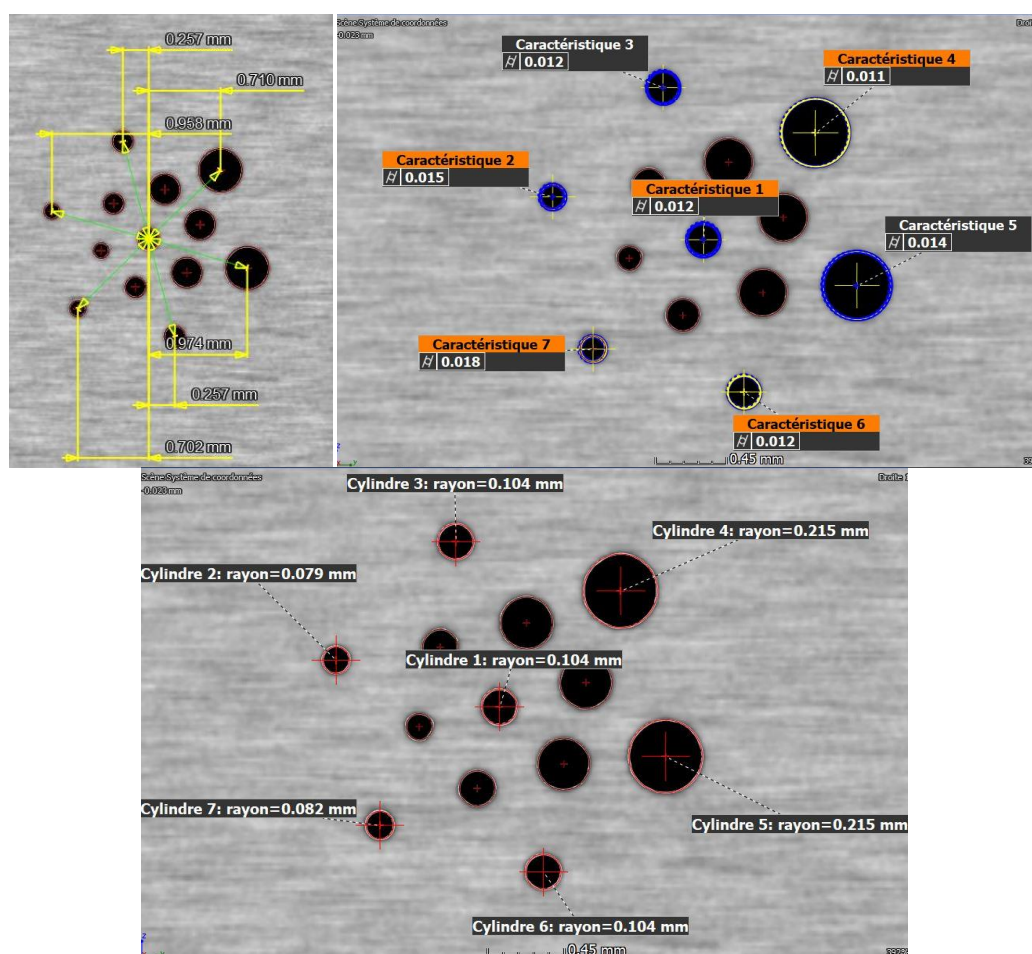 0.257 mm
0.710 mm
0.958 mm
0.974 mm
0.257 mm
0.702 mm
Scène:Système de coordonnées
-0.023 mm
Caractéristique 3
0.012
Caractéristique 4
0.011
Caractéristique 2
0.015
Caractéristique 1
0.012
Caractéristique 5
0.014
Caractéristique 7
0.018
Caractéristique 6
0.012
0.45 mm
Scène:Système de coordonnées
-0.023 mm
Cylindre 3: rayon=0.104 mm
Cylindre 4: rayon=0.215 mm
Cylindre 2: rayon=0.079 mm
Cylindre 1: rayon=0.104 mm
Cylindre 7: rayon=0.082 mm
Cylindre 5: rayon=0.215 mm
Cylindre 6: rayon=0.104 mm
0.45 mm